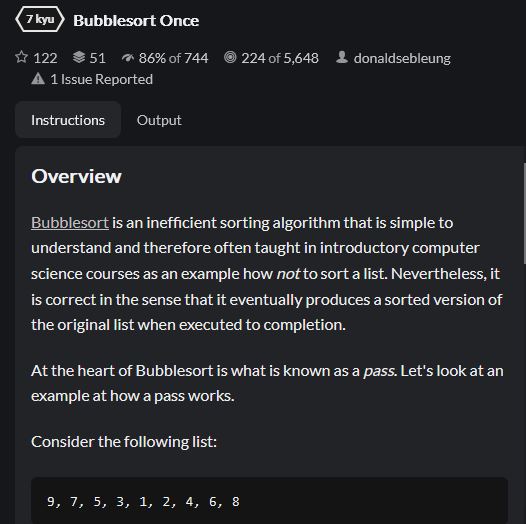 7 kyu Bubblesort Once
122 51 86% of 744 224 of 5,648 donaldsebleung
1 Issue Reported
Instructions Output
Overview
Bubblesort is an inefficient sorting algorithm that is simple to
understand and therefore often taught in introductory computer
science courses as an example how not to sort a list. Nevertheless, it
is correct in the sense that it eventually produces a sorted version of
the original list when executed to completion.
At the heart of Bubblesort is what is known as a pass. Let's look at an
example at how a pass works.
Consider the following list:
9, 7, 5, 3, 1, 2, 4, 6, 8